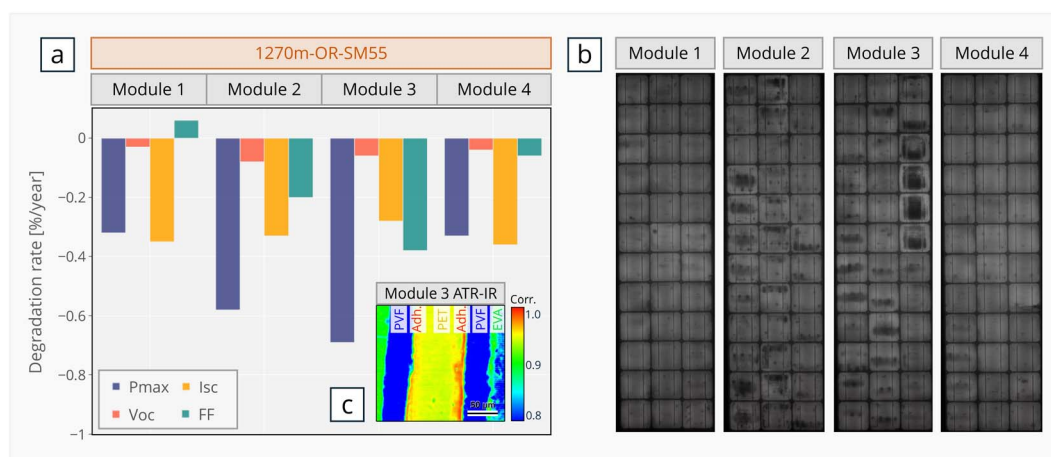 a
1270m-OR-SM55
Module 1 Module 2 Module 3 Module 4
Degradation rate [%/year]
0
−0.2
−0.4
−0.6
−0.8
−1
Pmax Isc
Voc FF
c
Module 3 ATR-IR
PVF Adh. PET Adh. PVF EVA
50 µm
Corr.
1.0
0.9
0.8
b
Module 1 Module 2 Module 3 Module 4